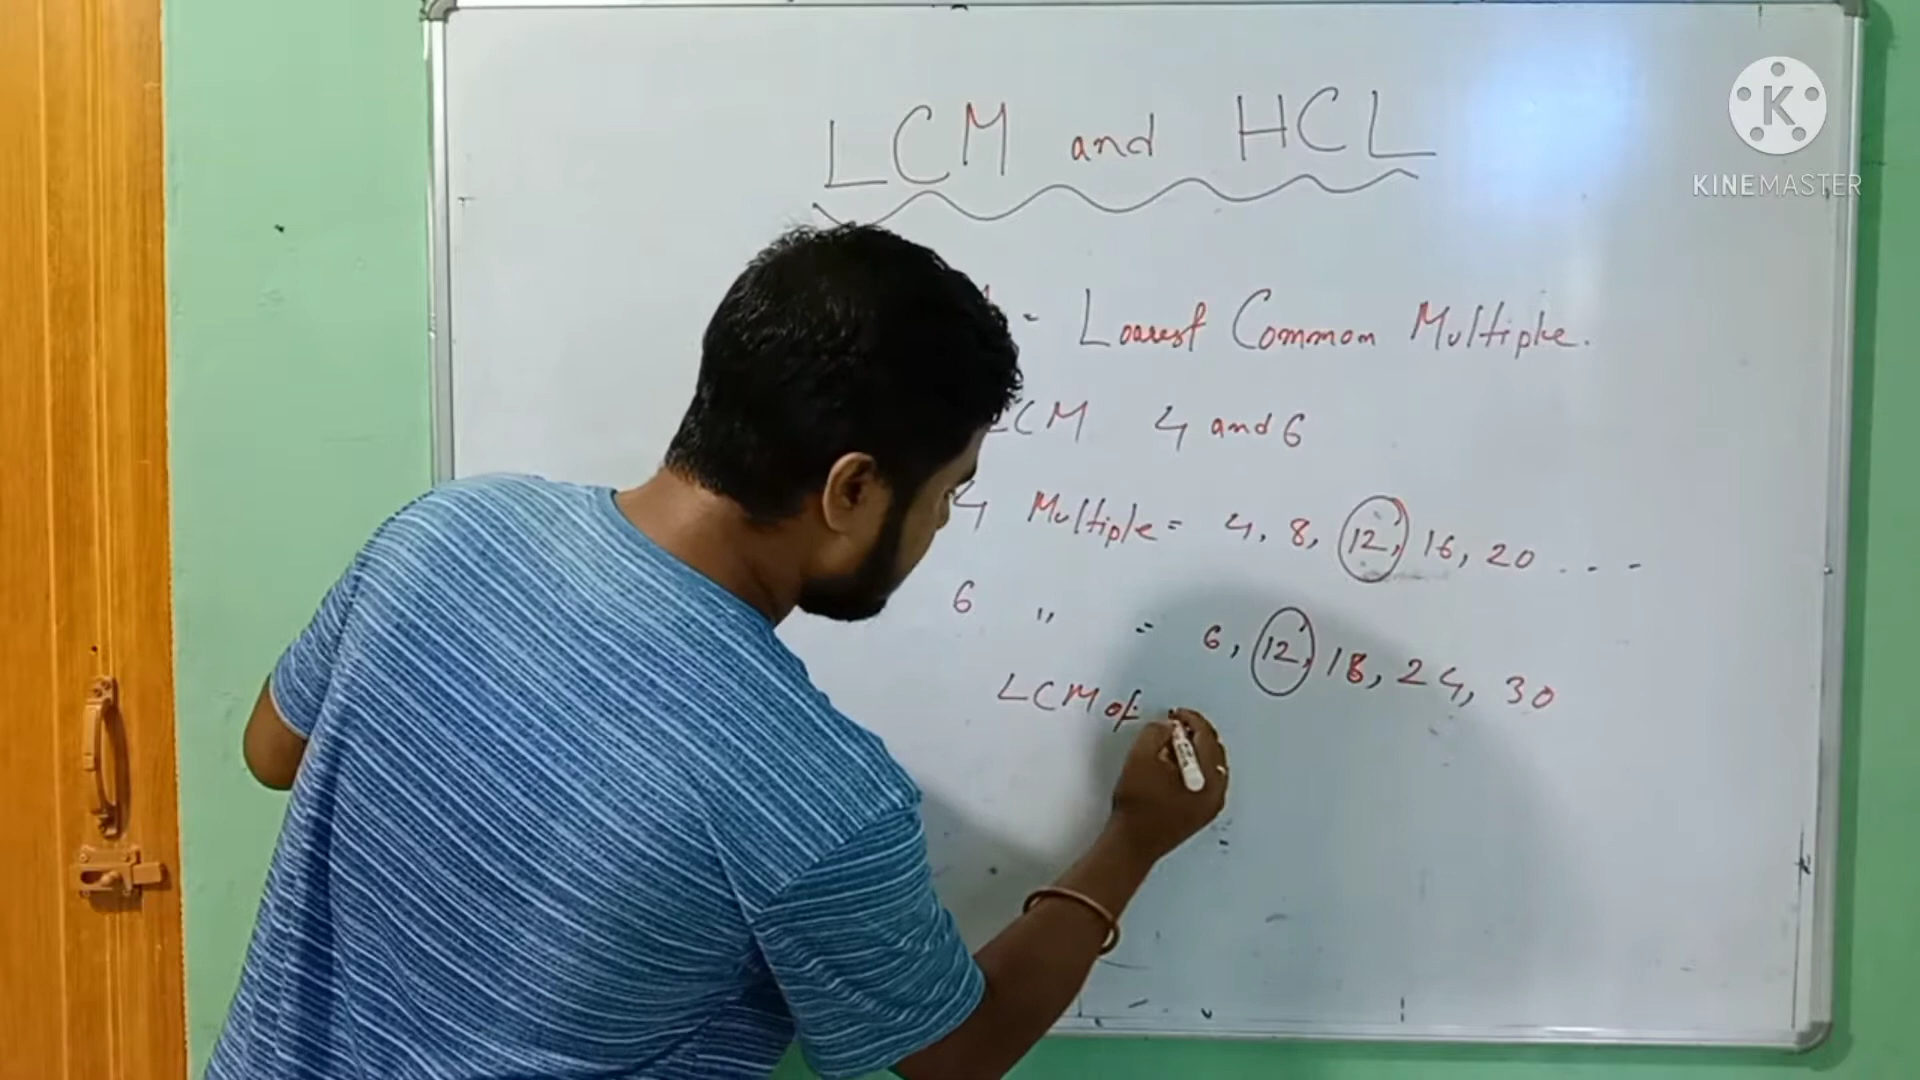 LCM and HCL
KINEMASTER
= Lowest Common Multiple.
LCM 4 and 6
4 Multiple = 4, 8, 12, 16, 20 ....
6 " = 6, 12, 18, 24, 30
LCM of